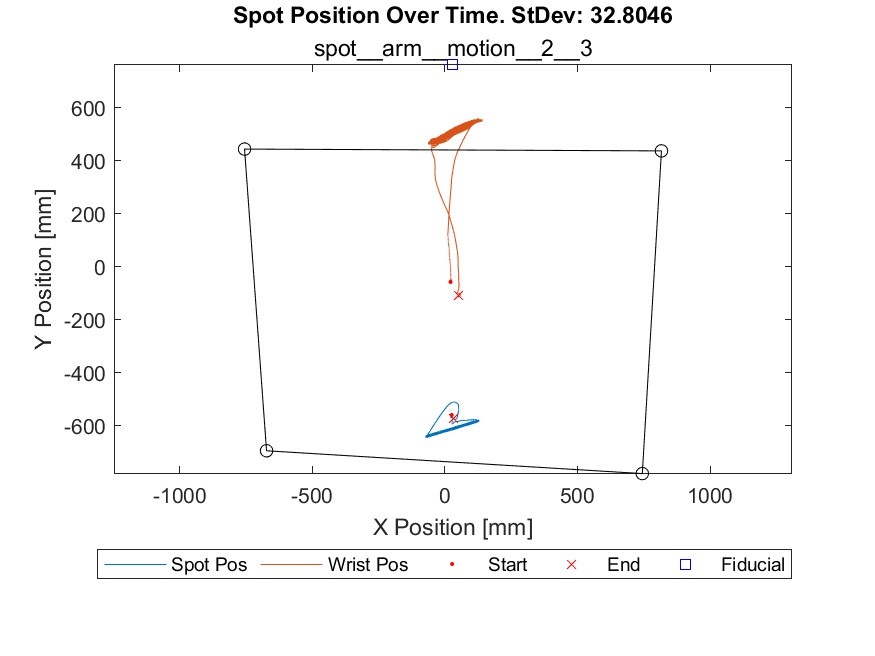 Spot Position Over Time. StDev: 32.8046
spot__arm__motion__2__3
600
400
200
0
-200
-400
-600
Y Position [mm]
-1000 -500 0 500 1000
X Position [mm]
Spot Pos Wrist Pos Start End Fiducial